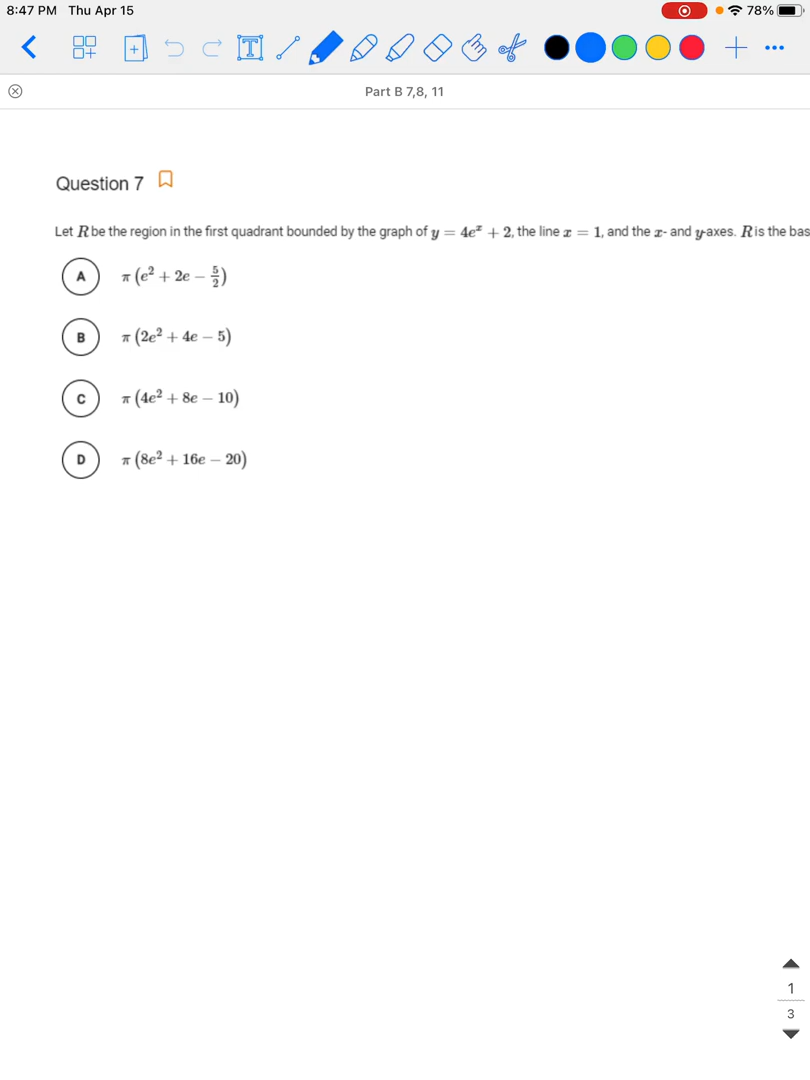 8:47 PM Thu Apr 15 78%
T
Part B 7,8, 11
Question 7
Let R be the region in the first quadrant bounded by the graph of y = 4eˣ + 2, the line x = 1, and the x- and y-axes. R is the bas
A π(e² + 2e − 5/2)
B π(2e² + 4e − 5)
C π(4e² + 8e − 10)
D π(8e² + 16e − 20)
1
3